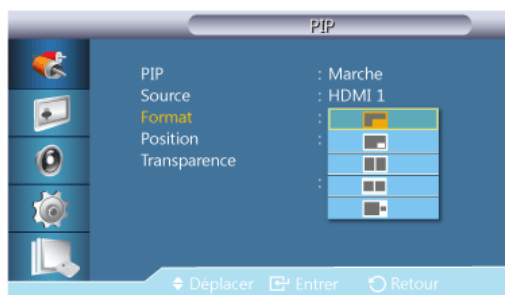 PIP
PIP : Marche
Source : HDMI 1
Format :
Position :
Transparence
:
Déplacer Entrer Retour